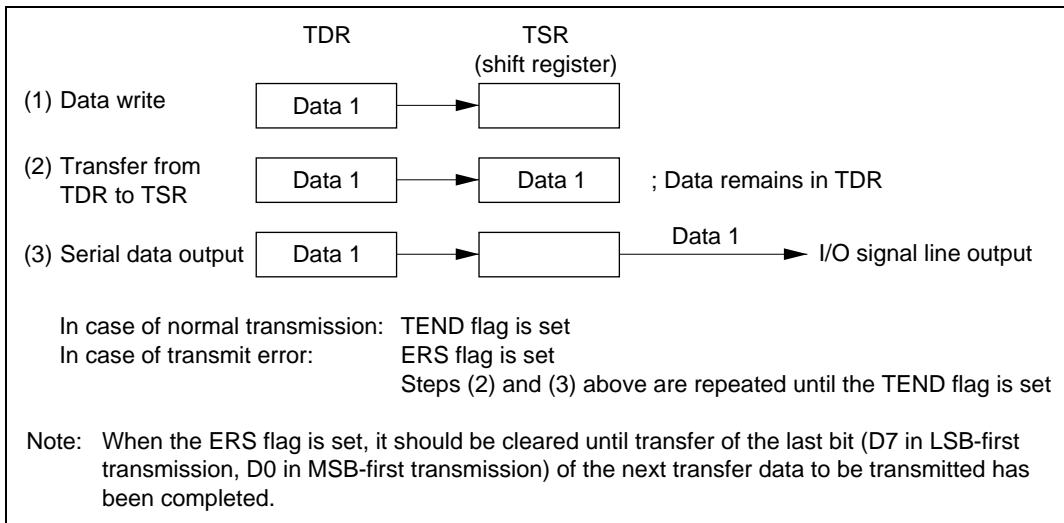 TDR TSR
(shift register)
(1) Data write Data 1
(2) Transfer from
TDR to TSR Data 1 Data 1 ; Data remains in TDR
(3) Serial data output Data 1 Data 1 I/O signal line output
In case of normal transmission: TEND flag is set
In case of transmit error: ERS flag is set
Steps (2) and (3) above are repeated until the TEND flag is set
Note: When the ERS flag is set, it should be cleared until transfer of the last bit (D7 in LSB-first
transmission, D0 in MSB-first transmission) of the next transfer data to be transmitted has
been completed.